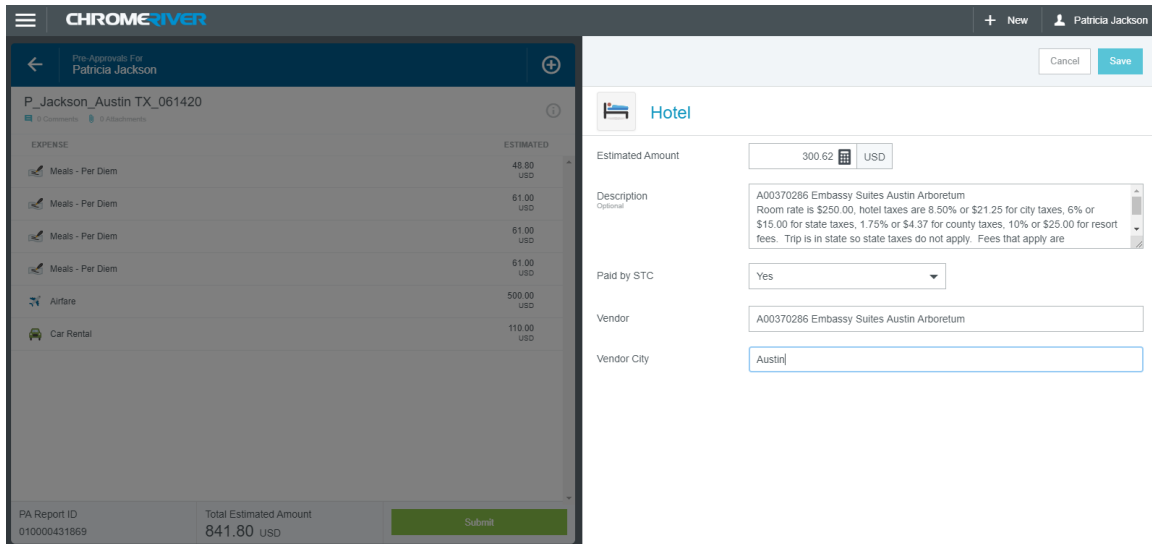 CHROMERIVER
+ New
Patricia Jackson
Pre-Approvals For
Patricia Jackson
Cancel
Save
P_Jackson_Austin TX_061420
0 Comments 0 Attachments
Hotel
EXPENSE ESTIMATED
Meals - Per Diem 48.80
USD
Meals - Per Diem 61.00
USD
Meals - Per Diem 61.00
USD
Meals - Per Diem 61.00
USD
Airfare 500.00
USD
Car Rental 110.00
USD
Estimated Amount 300.62 USD
Description
Optional
A00370286 Embassy Suites Austin Arboretum
Room rate is $250.00, hotel taxes are 8.50% or $21.25 for city taxes, 6% or
$15.00 for state taxes, 1.75% or $4.37 for county taxes, 10% or $25.00 for resort
fees. Trip is in state so state taxes do not apply. Fees that apply are
Paid by STC Yes
Vendor A00370286 Embassy Suites Austin Arboretum
Vendor City Austin
PA Report ID
010000431869
Total Estimated Amount
841.80 USD
Submit